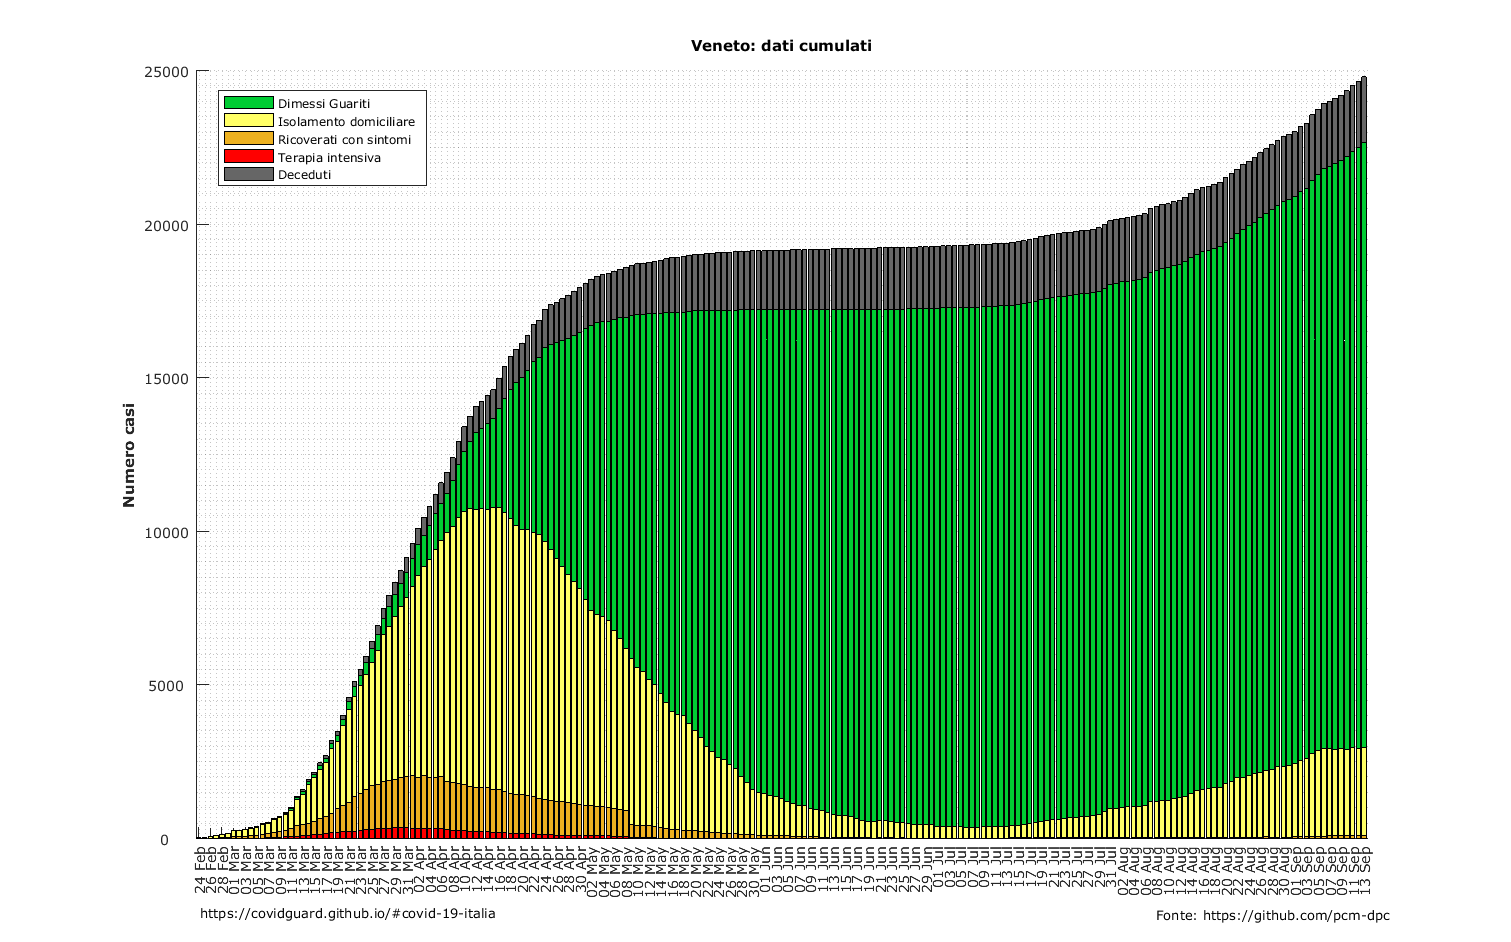 Veneto: dati cumulati
Numero casi
25000
20000
15000
10000
5000
0
Dimessi Guariti
Isolamento domiciliare
Ricoverati con sintomi
Terapia intensiva
Deceduti
24 Feb
26 Feb
28 Feb
01 Mar
03 Mar
05 Mar
07 Mar
09 Mar
11 Mar
13 Mar
15 Mar
17 Mar
19 Mar
21 Mar
23 Mar
25 Mar
27 Mar
29 Mar
31 Mar
02 Apr
04 Apr
06 Apr
08 Apr
10 Apr
12 Apr
14 Apr
16 Apr
18 Apr
20 Apr
22 Apr
24 Apr
26 Apr
28 Apr
30 Apr
02 May
04 May
06 May
08 May
10 May
12 May
14 May
16 May
18 May
20 May
22 May
24 May
26 May
28 May
30 May
01 Jun
03 Jun
05 Jun
07 Jun
09 Jun
11 Jun
13 Jun
15 Jun
17 Jun
19 Jun
21 Jun
23 Jun
25 Jun
27 Jun
29 Jun
01 Jul
03 Jul
05 Jul
07 Jul
09 Jul
11 Jul
13 Jul
15 Jul
17 Jul
19 Jul
21 Jul
23 Jul
25 Jul
27 Jul
29 Jul
31 Jul
02 Aug
04 Aug
06 Aug
08 Aug
10 Aug
12 Aug
14 Aug
16 Aug
18 Aug
20 Aug
22 Aug
24 Aug
26 Aug
28 Aug
30 Aug
01 Sep
03 Sep
05 Sep
07 Sep
09 Sep
11 Sep
13 Sep
https://covidguard.github.io/#covid-19-italia
Fonte: https://github.com/pcm-dpc